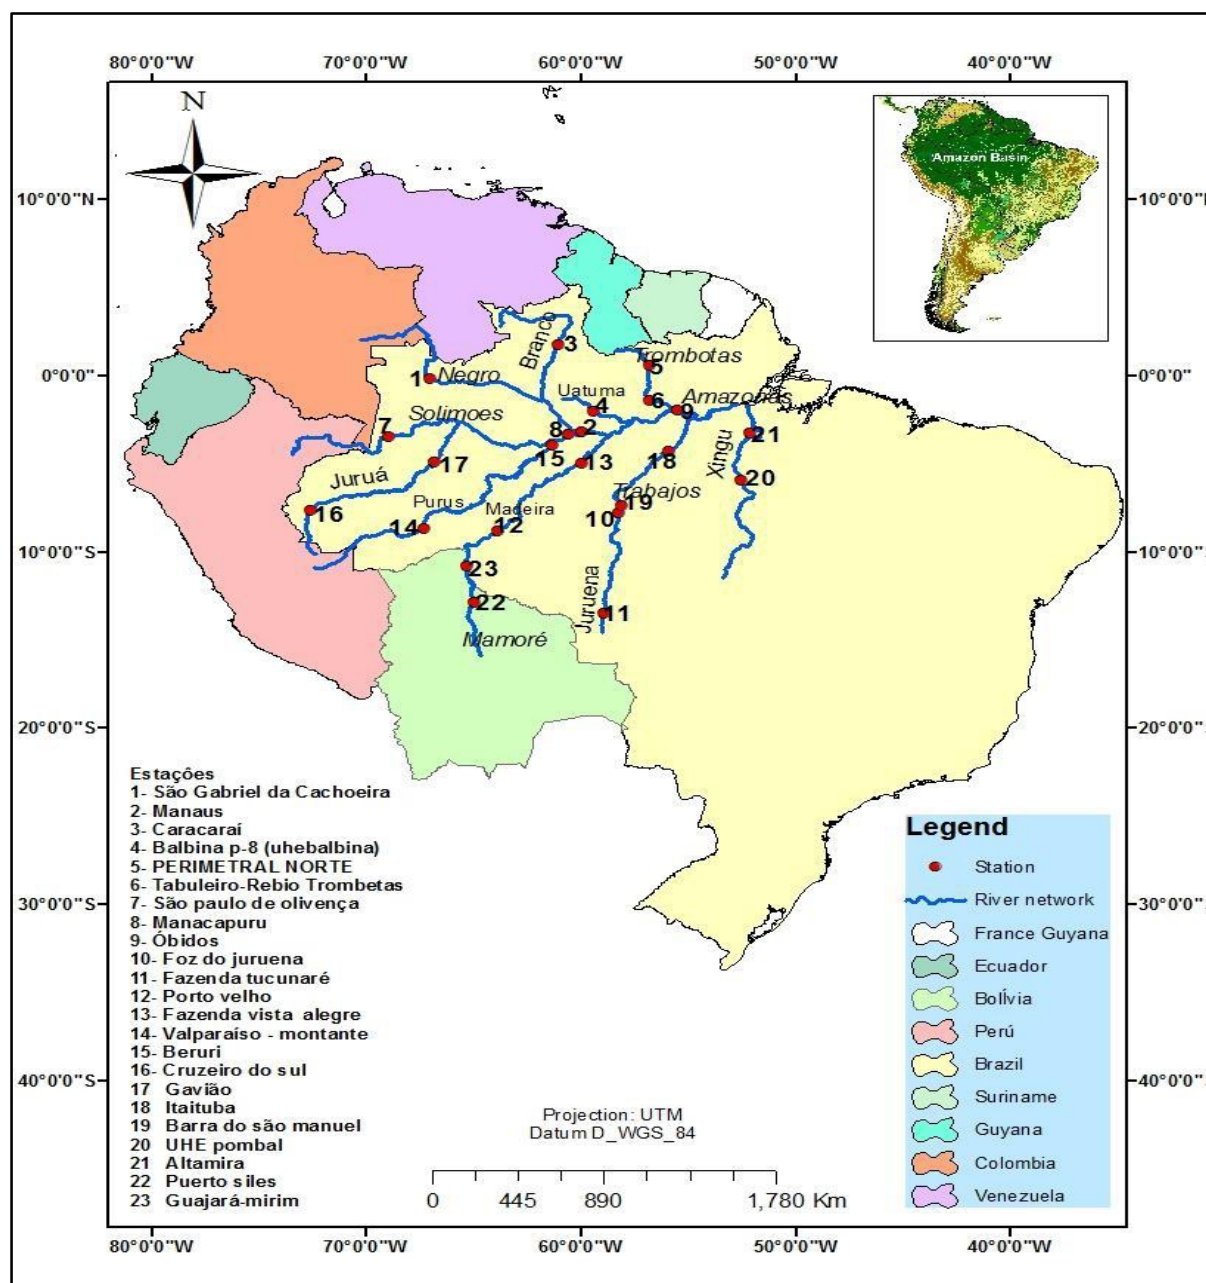 80°0'0"W 70°0'0"W 60°0'0"W 50°0'0"W 40°0'0"W
N
Amazon Basin
10°0'0"N 10°0'0"N
Branco
3
Trombotas
5
0°0'0" 0°0'0"
1 Negro
Uatuma
6 Amazonas
4
9
Solimoes
7
8 2
21
15
13
18
Xingu
17
20
Juruá
Purus
Trabajos
19
Madeira
16
10
14
12
10°0'0"S 10°0'0"S
23
22
Juruena
11
Mamoré
20°0'0"S 20°0'0"S
Estações
1- São Gabriel da Cachoeira
2- Manaus
3- Caracaraí
4- Balbina p-8 (uhebalbina)
5- PERIMETRAL NORTE
6- Tabuleiro-Rebio Trombetas
7- São paulo de olivença
8- Manacapuru
9- Óbidos
10- Foz do juruena
11- Fazenda tucunaré
12- Porto velho
13- Fazenda vista alegre
14- Valparaíso - montante
15- Beruri
16- Cruzeiro do sul
17 Gavião
18 Itaituba
19 Barra do são manuel
20 UHE pombal
21 Altamira
22 Puerto siles
23 Guajará-mirim
30°0'0"S 30°0'0"S
40°0'0"S 40°0'0"S
Projection: UTM
Datum D_WGS_84
0 445 890 1,780 Km
Legend
Station
River network
France Guyana
Ecuador
Bolívia
Perú
Brazil
Suriname
Guyana
Colombia
Venezuela
80°0'0"W 70°0'0"W 60°0'0"W 50°0'0"W 40°0'0"W